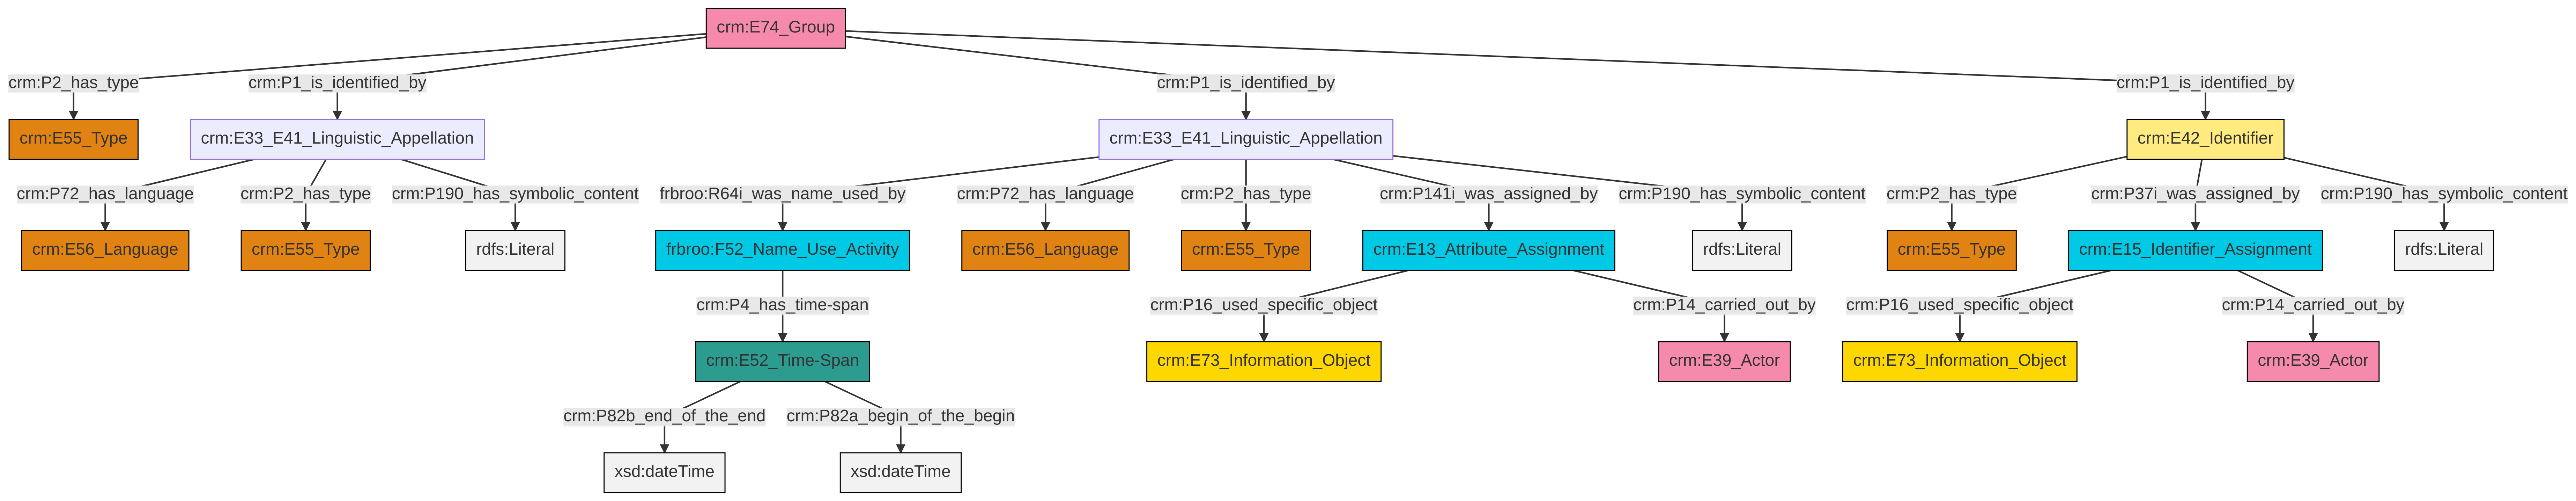 crm:E74_Group
crm:P2_has_type
crm:P1_is_identified_by
crm:P1_is_identified_by
crm:P1_is_identified_by
crm:E55_Type
crm:E33_E41_Linguistic_Appellation
crm:E33_E41_Linguistic_Appellation
crm:E42_Identifier
crm:P72_has_language
crm:P2_has_type
crm:P190_has_symbolic_content
frbroo:R64i_was_name_used_by
crm:P72_has_language
crm:P2_has_type
crm:P141i_was_assigned_by
crm:P190_has_symbolic_content
crm:P2_has_type
crm:P37i_was_assigned_by
crm:P190_has_symbolic_content
crm:E56_Language
crm:E55_Type
rdfs:Literal
frbroo:F52_Name_Use_Activity
crm:E56_Language
crm:E55_Type
crm:E13_Attribute_Assignment
rdfs:Literal
crm:E55_Type
crm:E15_Identifier_Assignment
rdfs:Literal
crm:P4_has_time-span
crm:P16_used_specific_object
crm:P14_carried_out_by
crm:P16_used_specific_object
crm:P14_carried_out_by
crm:E52_Time-Span
crm:E73_Information_Object
crm:E39_Actor
crm:E73_Information_Object
crm:E39_Actor
crm:P82b_end_of_the_end
crm:P82a_begin_of_the_begin
xsd:dateTime
xsd:dateTime